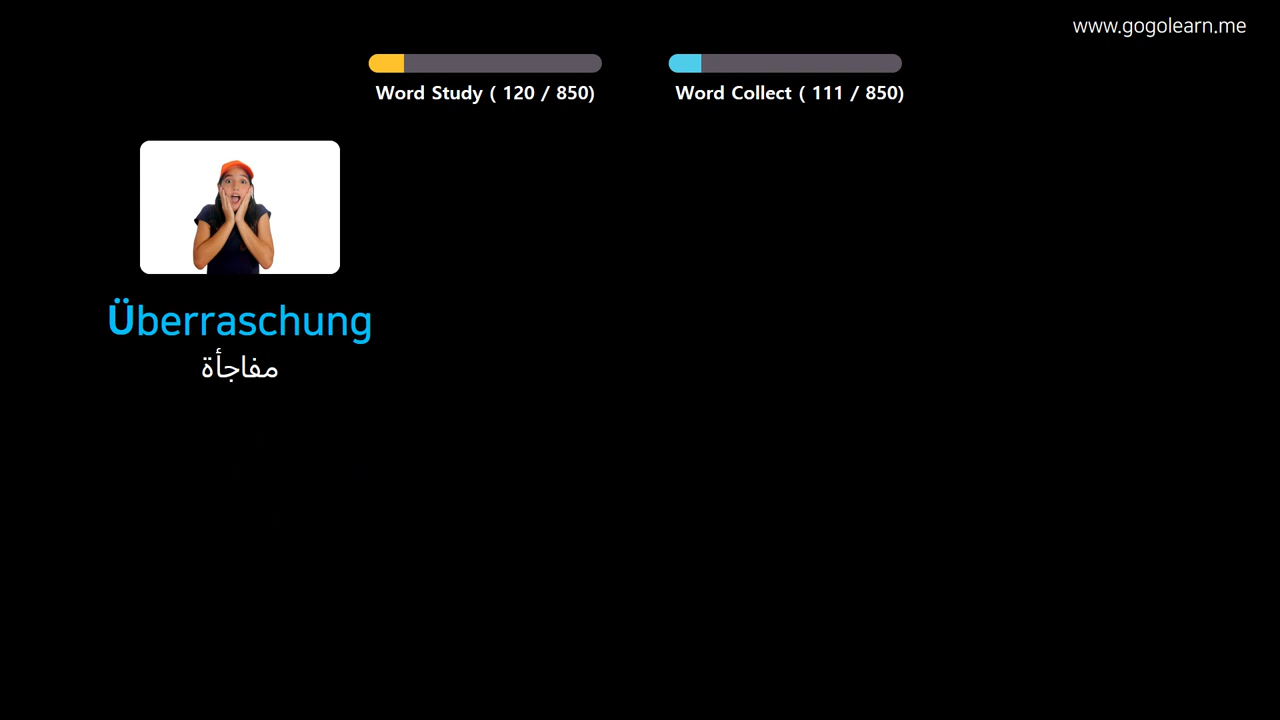 www.gogolearn.me
Word Study ( 120 / 850)
Word Collect ( 111 / 850)
Überraschung
مفاجأة